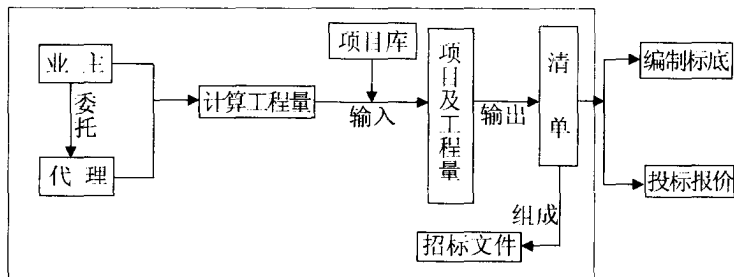 业主
委托
代理
计算工程量
项目库
输入
项目及工程量
输出
清单
组成
招标文件
编制标底
投标报价